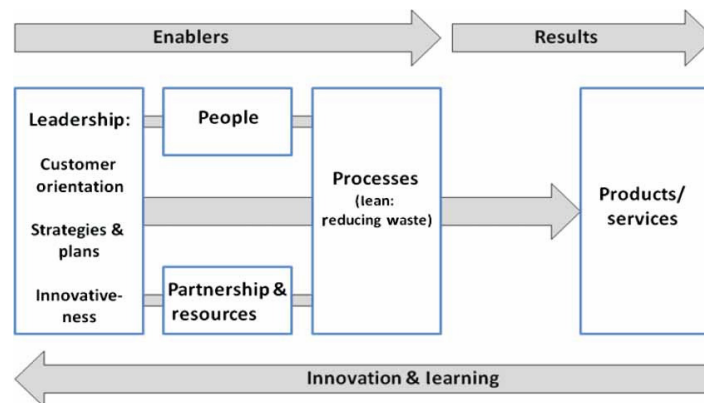 Enablers
Results
Leadership:
Customer
orientation
Strategies &
plans
Innovative-
ness
People
Partnership &
resources
Processes
(lean:
reducing waste)
Products/
services
Innovation & learning